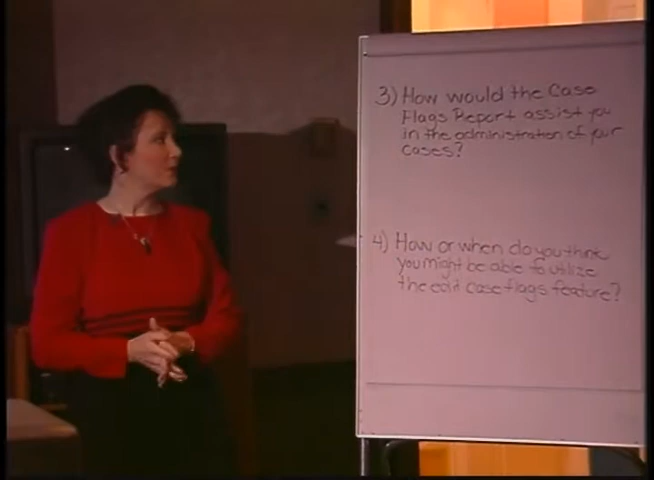 3) How would the Case
Flags Report assist you
in the administration of your
cases?
4) How or when do you think
you might be able to utilize
the edit case flags feature?